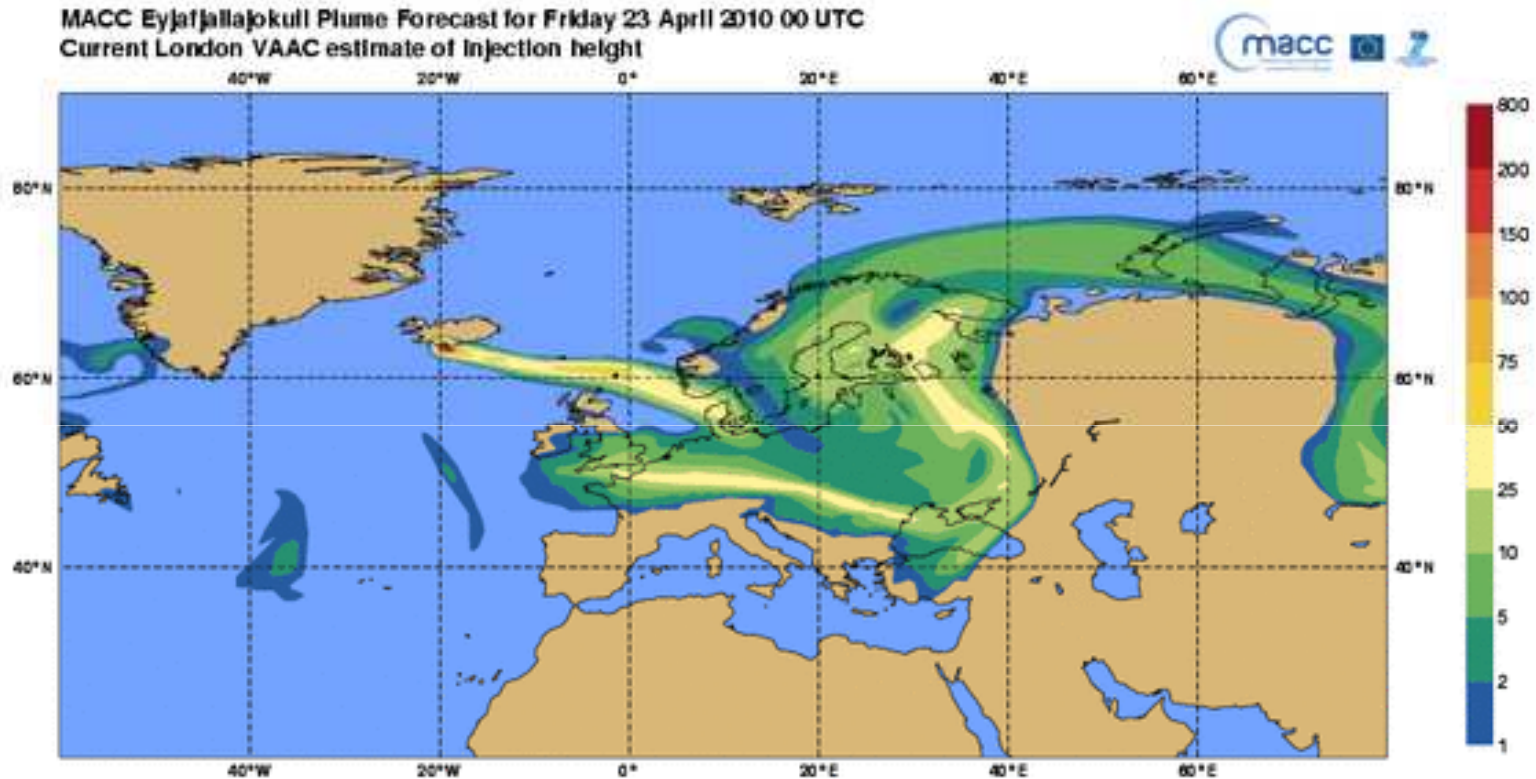 MACC Eyjafjallajokull Plume Forecast for Friday 23 April 2010 00 UTC
Current London VAAC estimate of injection height
macc
40°W 20°W 0° 20°E 40°E 60°E
80°N 80°N
60°N 60°N
40°N 40°N
40°W 20°W 0° 20°E 40°E 60°E
800
200
150
100
75
50
25
10
5
2
1